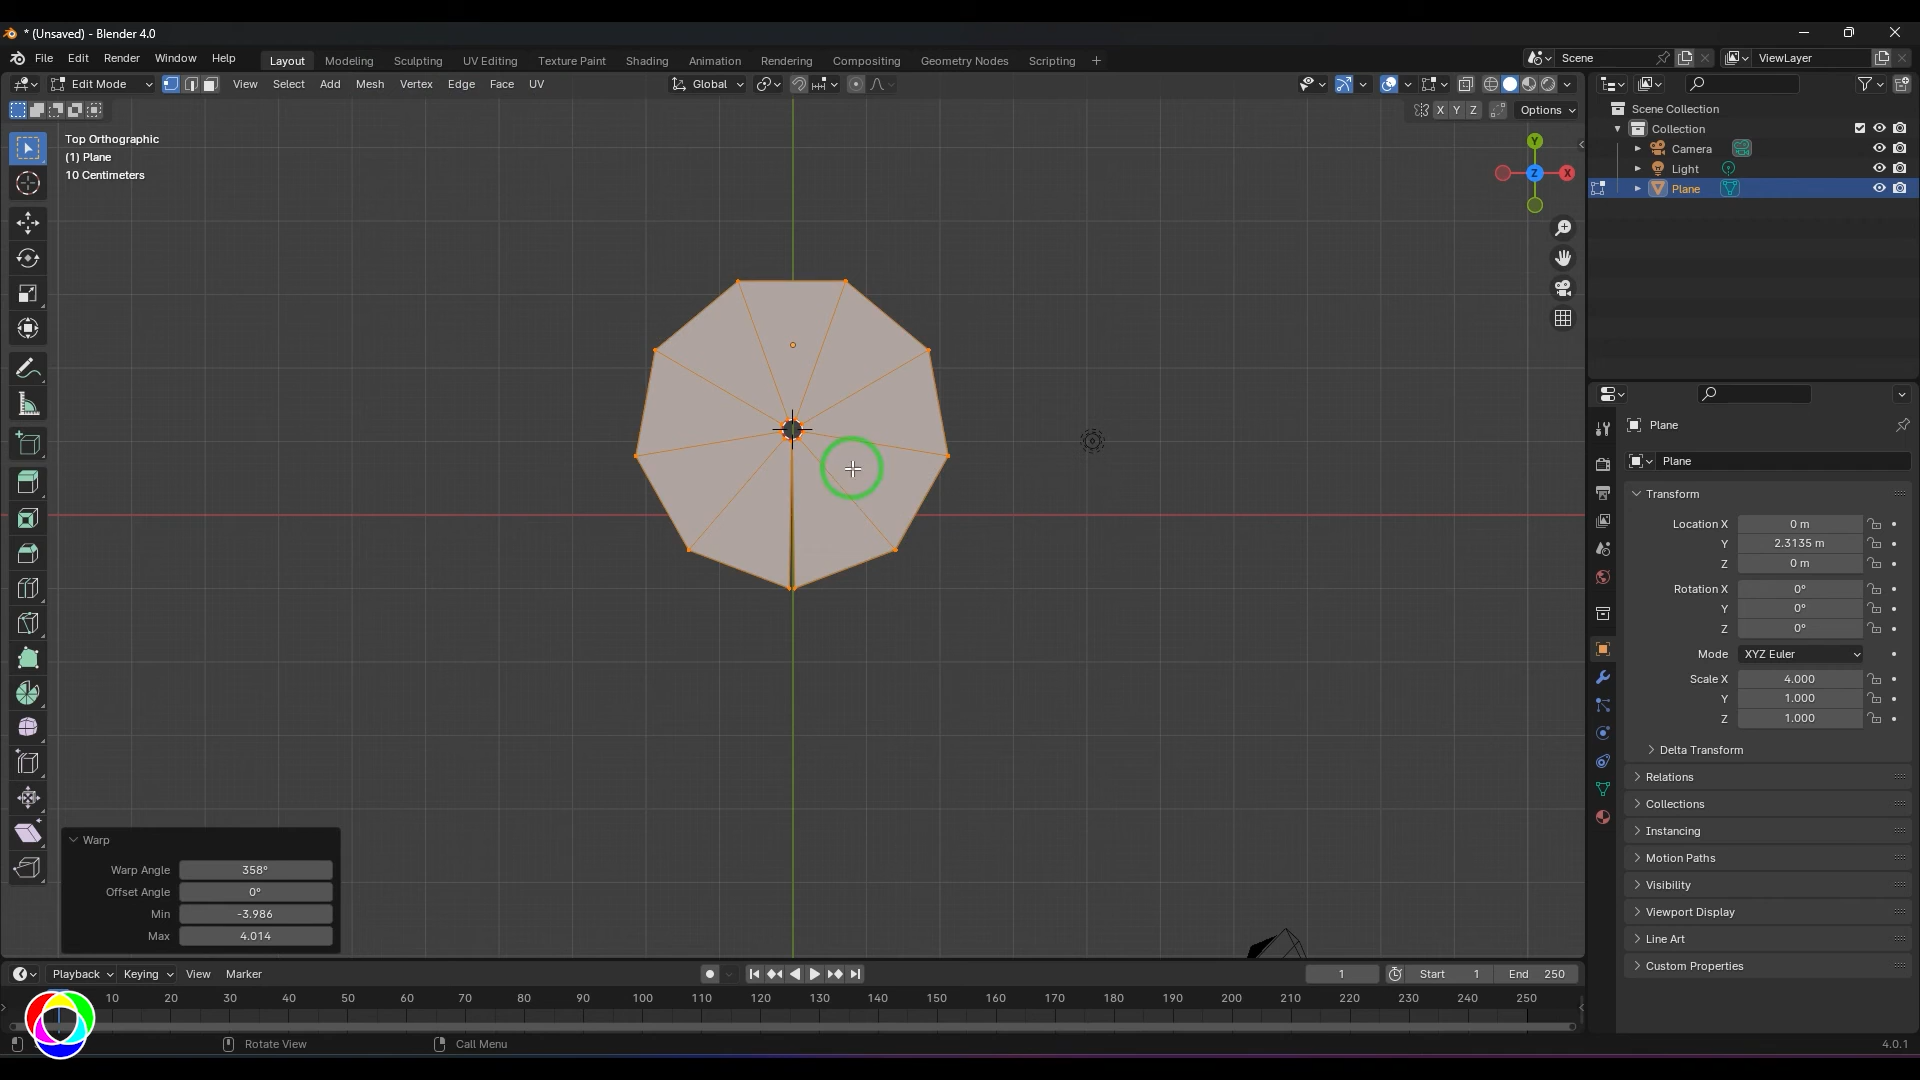 * (Unsaved) - Blender 4.0
File Edit Render Window Help
Layout Modeling Sculpting UV Editing Texture Paint Shading Animation Rendering Compositing Geometry Nodes Scripting +
Scene
ViewLayer
Edit Mode
View Select Add Mesh Vertex Edge Face UV
Global
X Y Z
Options
Top Orthographic
(1) Plane
10 Centimeters
Y
Z
X
Scene Collection
Collection
Camera
Light
Plane
Plane
Plane
Transform
Location X 0 m
Y 2.3135 m
Z 0 m
Rotation X 0°
Y 0°
Z 0°
Mode XYZ Euler
Scale X 4.000
Y 1.000
Z 1.000
Delta Transform
Relations
Collections
Instancing
Motion Paths
Visibility
Viewport Display
Line Art
Custom Properties
Warp
Warp Angle 358°
Offset Angle 0°
Min -3.986
Max 4.014
Playback Keying View Marker
1
Start 1
End 250
10 20 30 40 50 60 70 80 90 100 110 120 130 140 150 160 170 180 190 200 210 220 230 240 250
Rotate View
Call Menu
4.0.1